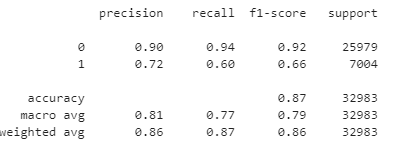 precision recall f1-score support
0 0.90 0.94 0.92 25979
1 0.72 0.60 0.66 7004
accuracy 0.87 32983
macro avg 0.81 0.77 0.79 32983
weighted avg 0.86 0.87 0.86 32983